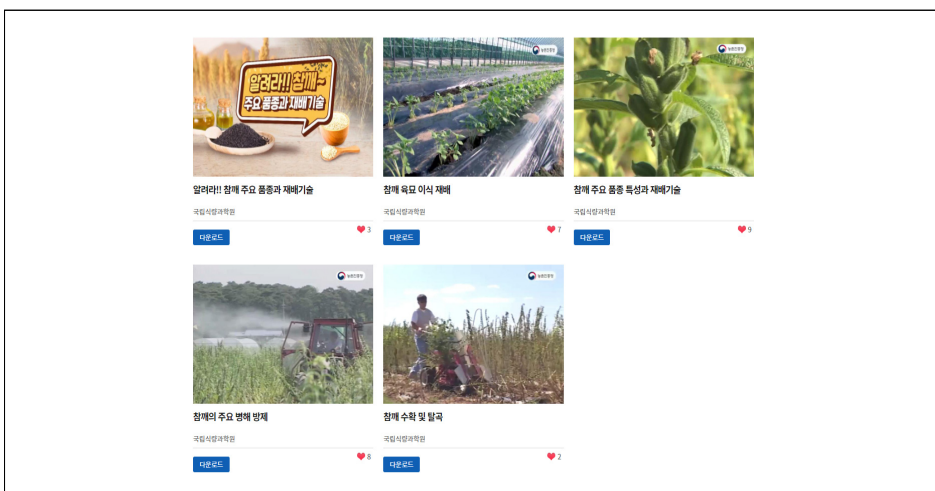 알려라!! 참깨~
주요 품종과 재배기술
알려라!! 참깨 주요 품종과 재배기술
국립식량과학원
다운로드
3
농촌진흥청
참깨 육묘 이식 재배
국립식량과학원
다운로드
7
농촌진흥청
참깨 주요 품종 특성과 재배기술
국립식량과학원
다운로드
9
농촌진흥청
참깨의 주요 병해 방제
국립식량과학원
다운로드
8
농촌진흥청
참깨 수확 및 탈곡
국립식량과학원
다운로드
2